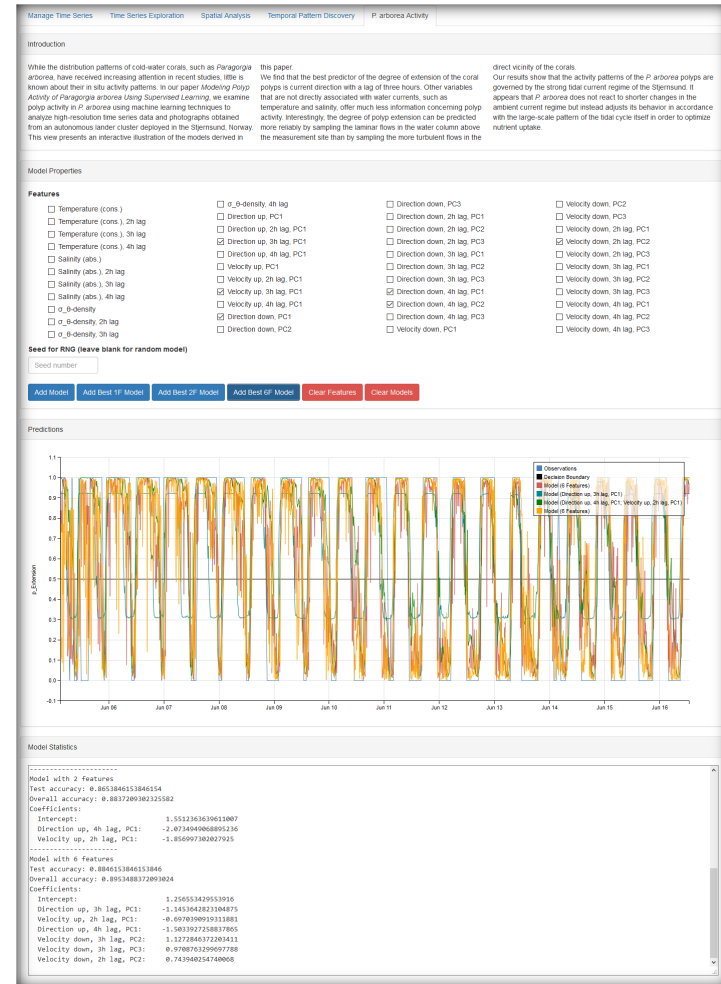 Manage Time Series Time Series Exploration Spatial Analysis Temporal Pattern Discovery P. arborea Activity
Introduction
While the distribution patterns of cold-water corals, such as Paragorgia
arborea, have received increasing attention in recent studies, little is
known about their in situ activity patterns. In our paper Modeling Polyp
Activity of Paragorgia arborea Using Supervised Learning, we examine
polyp activity in P. arborea using machine learning techniques to
analyze high-resolution time series data and photographs obtained
from an autonomous lander cluster deployed in the Stjernsund, Norway.
This view presents an interactive illustration of the models derived in
this paper.
We find that the best predictor of the degree of extension of the coral
polyps is current direction with a lag of three hours. Other variables
that are not directly associated with water currents, such as
temperature and salinity, offer much less information concerning polyp
activity. Interestingly, the degree of polyp extension can be predicted
more reliably by sampling the laminar flows in the water column above
the measurement site than by sampling the more turbulent flows in the
direct vicinity of the corals.
Our results show that the activity patterns of the P. arborea polyps are
governed by the strong tidal current regime of the Stjernsund. It
appears that P. arborea does not react to shorter changes in the
ambient current regime but instead adjusts its behavior in accordance
with the large-scale pattern of the tidal cycle itself in order to optimize
nutrient uptake.
Model Properties
Features
Temperature (cons.)
Temperature (cons.), 2h lag
Temperature (cons.), 3h lag
Temperature (cons.), 4h lag
Salinity (abs.)
Salinity (abs.), 2h lag
Salinity (abs.), 3h lag
Salinity (abs.), 4h lag
σ_θ-density
σ_θ-density, 2h lag
σ_θ-density, 3h lag
σ_θ-density, 4h lag
Direction up, PC1
Direction up, 2h lag, PC1
Direction up, 3h lag, PC1
Direction up, 4h lag, PC1
Velocity up, PC1
Velocity up, 2h lag, PC1
Velocity up, 3h lag, PC1
Velocity up, 4h lag, PC1
Direction down, PC1
Direction down, PC2
Direction down, PC3
Direction down, 2h lag, PC1
Direction down, 2h lag, PC2
Direction down, 2h lag, PC3
Direction down, 3h lag, PC1
Direction down, 3h lag, PC2
Direction down, 3h lag, PC3
Direction down, 4h lag, PC1
Direction down, 4h lag, PC2
Direction down, 4h lag, PC3
Velocity down, PC1
Velocity down, PC2
Velocity down, PC3
Velocity down, 2h lag, PC1
Velocity down, 2h lag, PC2
Velocity down, 2h lag, PC3
Velocity down, 3h lag, PC1
Velocity down, 3h lag, PC2
Velocity down, 3h lag, PC3
Velocity down, 4h lag, PC1
Velocity down, 4h lag, PC2
Velocity down, 4h lag, PC3
Seed for RNG (leave blank for random model)
Seed number
Add Model Add Best 1F Model Add Best 2F Model Add Best 6F Model Clear Features Clear Models
Predictions
Observations
Decision Boundary
Model (6 Features)
Model (Direction up, 3h lag, PC1)
Model (Direction up, 4h lag, PC1; Velocity up, 2h lag, PC1)
Model (6 Features)
p_Extension
1.1
1.0
0.9
0.8
0.7
0.6
0.5
0.4
0.3
0.2
0.1
0.0
-0.1
Jun 06 Jun 07 Jun 08 Jun 09 Jun 10 Jun 11 Jun 12 Jun 13 Jun 14 Jun 15 Jun 16
Model Statistics
----------------------
Model with 2 features
Test accuracy: 0.8653846153846154
Overall accuracy: 0.8837209302325582
Coefficients:
Intercept: 1.5512363639611007
Direction up, 4h lag, PC1: -2.0734949068895236
Velocity up, 2h lag, PC1: -1.856997302027925
----------------------
Model with 6 features
Test accuracy: 0.8846153846153846
Overall accuracy: 0.8953488372093024
Coefficients:
Intercept: 1.256553429553916
Direction up, 3h lag, PC1: -1.1453642823104875
Velocity up, 2h lag, PC1: -0.6970390919311881
Direction up, 4h lag, PC1: -1.5033927258837865
Velocity down, 3h lag, PC2: 1.1272846372203411
Velocity down, 3h lag, PC3: 0.9708763299697788
Velocity down, 2h lag, PC2: 0.743940254740068